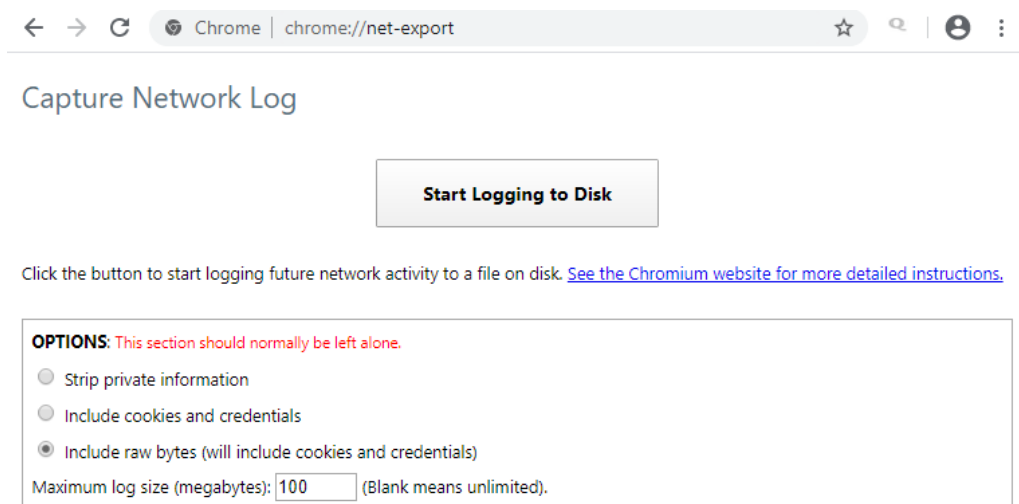 Chrome | chrome://net-export
Capture Network Log
Start Logging to Disk
Click the button to start logging future network activity to a file on disk. See the Chromium website for more detailed instructions.
OPTIONS: This section should normally be left alone.
Strip private information
Include cookies and credentials
Include raw bytes (will include cookies and credentials)
Maximum log size (megabytes): 100 (Blank means unlimited).